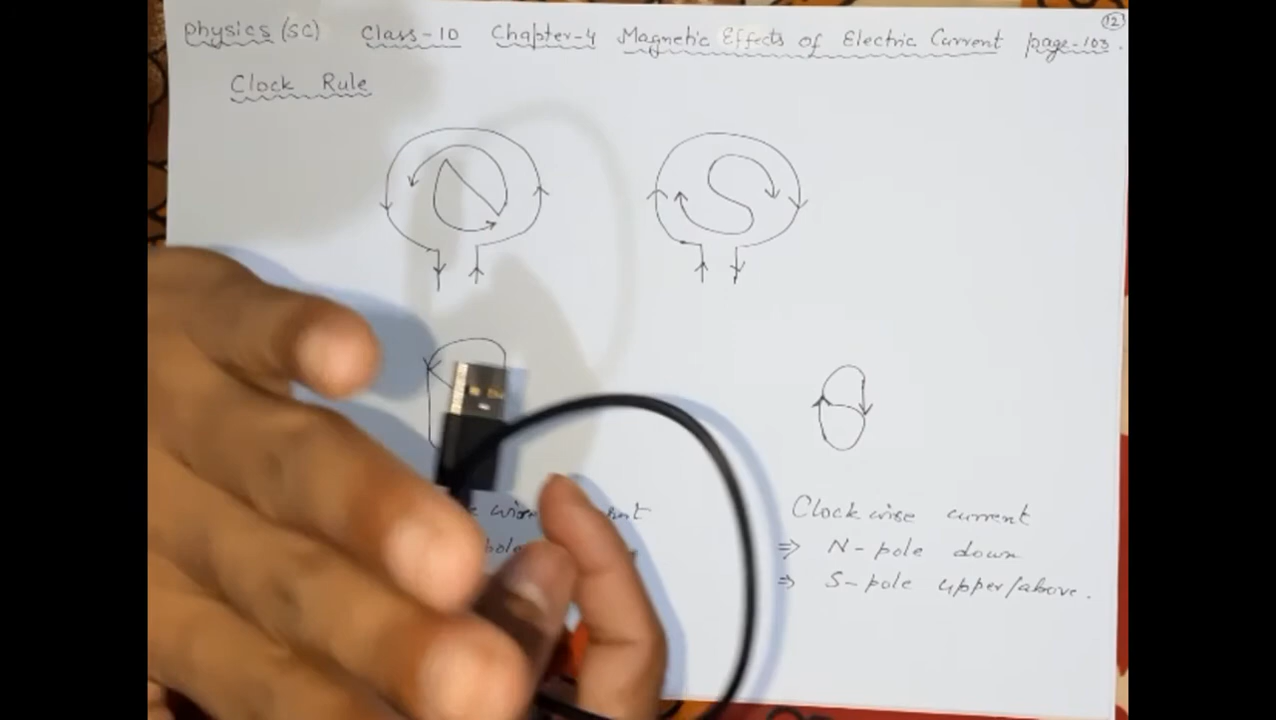 12
Physics (SC) Class-10 Chapter-4 Magnetic Effects of Electric Current page-103.
Clock Rule
N S
Clock wise current
⇒ N-pole down
⇒ S-pole upper/above.